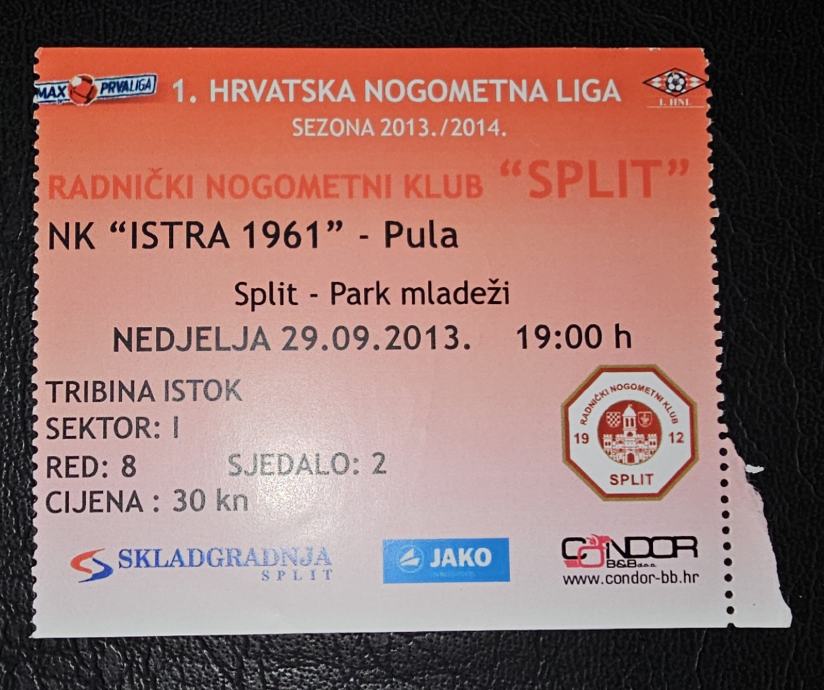 MAX PRVALIGA
1. HRVATSKA NOGOMETNA LIGA
1. HNL
SEZONA 2013./2014.
RADNIČKI NOGOMETNI KLUB “SPLIT”
NK “ISTRA 1961” - Pula
Split - Park mladeži
NEDJELJA 29.09.2013. 19:00 h
TRIBINA ISTOK
SEKTOR: I
RED: 8 SJEDALO: 2
CIJENA : 30 kn
RADNIČKI NOGOMETNI KLUB
19 12
SPLIT
SKLADGRADNJA
SPLIT
JAKO
CONDOR
B&B d.o.o.
www.condor-bb.hr